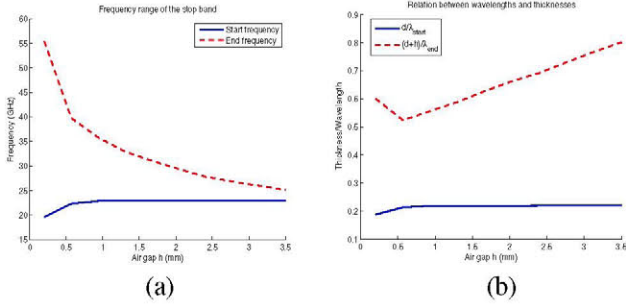 Frequency range of the stop band
60
55
50
45
40
35
30
25
20
15
Frequency (GHz)
Start frequency
End frequency
0
0.5
1
1.5
2
2.5
3
3.5
Air gap h (mm)
(a)
Relation between wavelengths and thicknesses
0.9
0.8
0.7
0.6
0.5
0.4
0.3
0.2
0.1
Thickness/Wavelength
d/λstart
(d+h)/λend
0
0.5
1
1.5
2
2.5
3
3.5
Air gap h (mm)
(b)